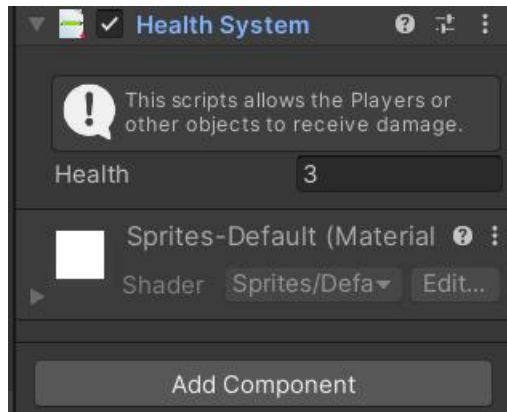 Health System
This scripts allows the Players or
other objects to receive damage.
Health 3
Sprites-Default (Material
Shader Sprites/Defa Edit...
Add Component